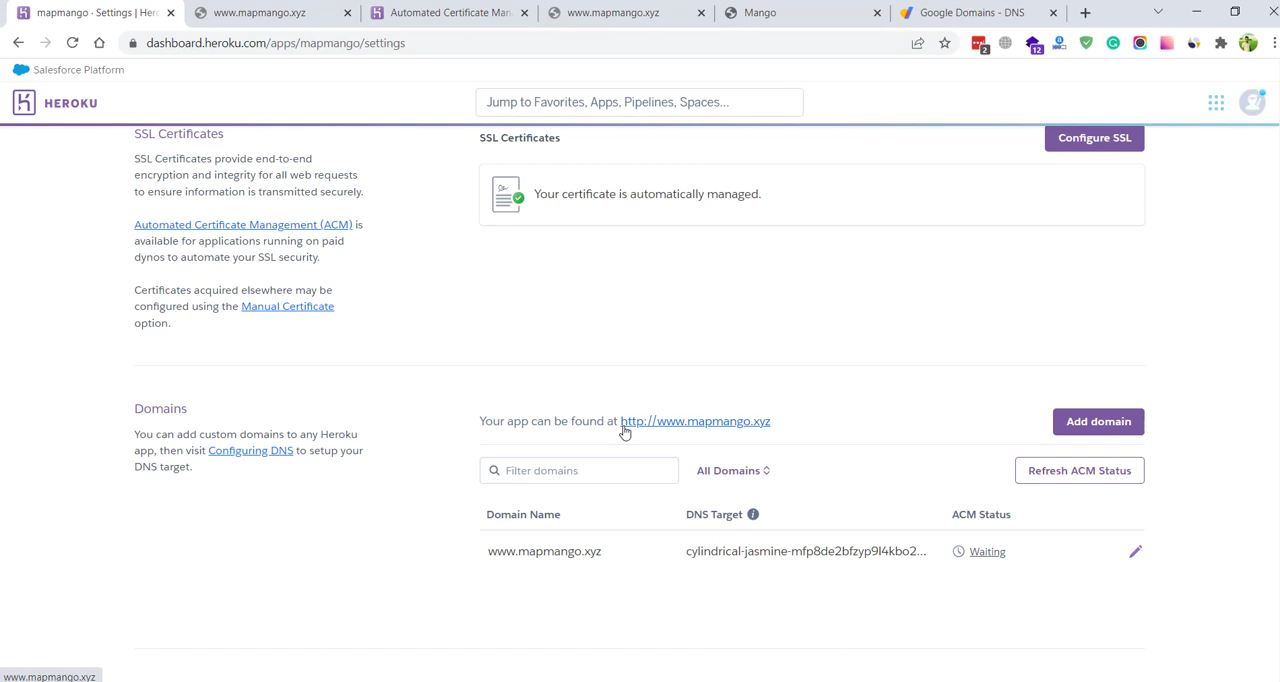 mapmango · Settings | Her
www.mapmango.xyz
Automated Certificate Man
www.mapmango.xyz
Mango
Google Domains - DNS
dashboard.heroku.com/apps/mapmango/settings
2
12
Salesforce Platform
HEROKU
Jump to Favorites, Apps, Pipelines, Spaces...
SSL Certificates
SSL Certificates provide end-to-end
encryption and integrity for all web requests
to ensure information is transmitted securely.
Automated Certificate Management (ACM) is
available for applications running on paid
dynos to automate your SSL security.
Certificates acquired elsewhere may be
configured using the Manual Certificate
option.
SSL Certificates
Configure SSL
Your certificate is automatically managed.
Domains
You can add custom domains to any Heroku
app, then visit Configuring DNS to setup your
DNS target.
Your app can be found at http://www.mapmango.xyz
Add domain
Filter domains
All Domains
Refresh ACM Status
Domain Name
DNS Target
ACM Status
www.mapmango.xyz
cylindrical-jasmine-mfp8de2bfzyp9l4kbo2...
Waiting
www.mapmango.xyz